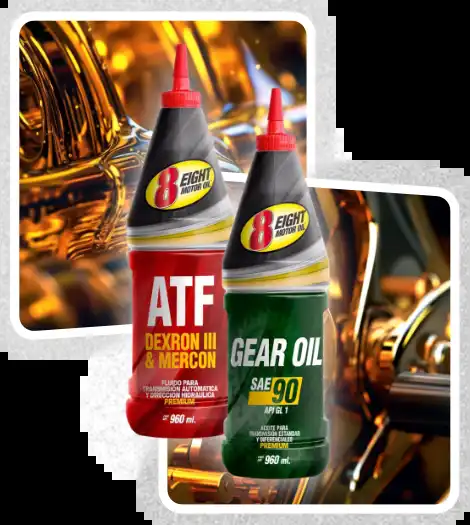 8 EIGHT
MOTOR OIL
ATF
DEXRON III
& MERCON
FLUIDO PARA
TRANSMISIÓN AUTOMÁTICA
Y DIRECCIÓN HIDRÁULICA
PREMIUM
960 ml.
8 EIGHT
MOTOR OIL
GEAR OIL
SAE 90
API GL 1
ACEITE PARA
TRANSMISIÓN ESTÁNDAR
Y DIFERENCIALES
PREMIUM
960 ml.